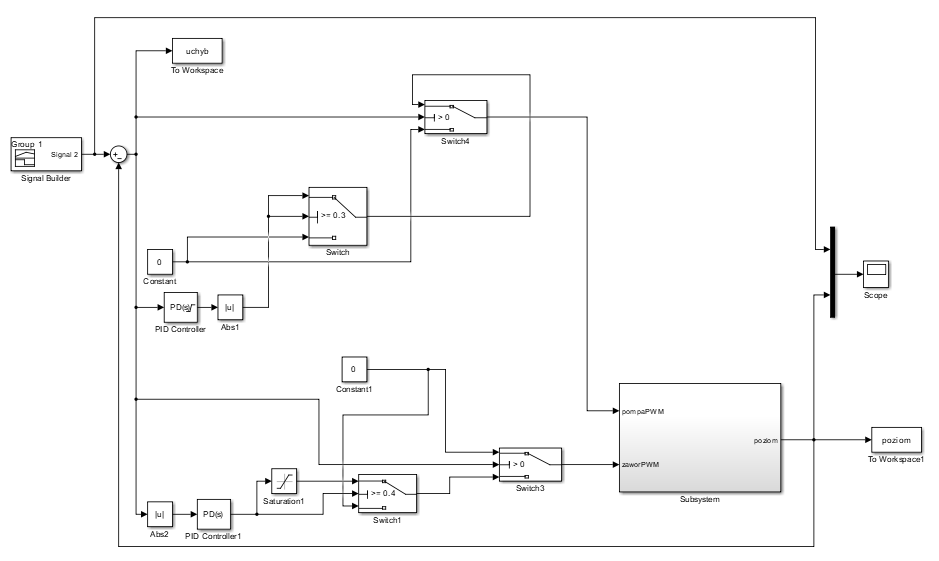 uchyb
To Workspace
> 0
Switch4
Group 1
Signal 2
Signal Builder
+
−
>= 0.3
Switch
0
Constant
PD(s)
PID Controller
|u|
Abs1
Scope
0
Constant1
pompaPWM
poziom
zaworPWM
Subsystem
poziom
To Workspace1
> 0
Switch3
Saturation1
>= 0.4
Switch1
|u|
Abs2
PD(s)
PID Controller1